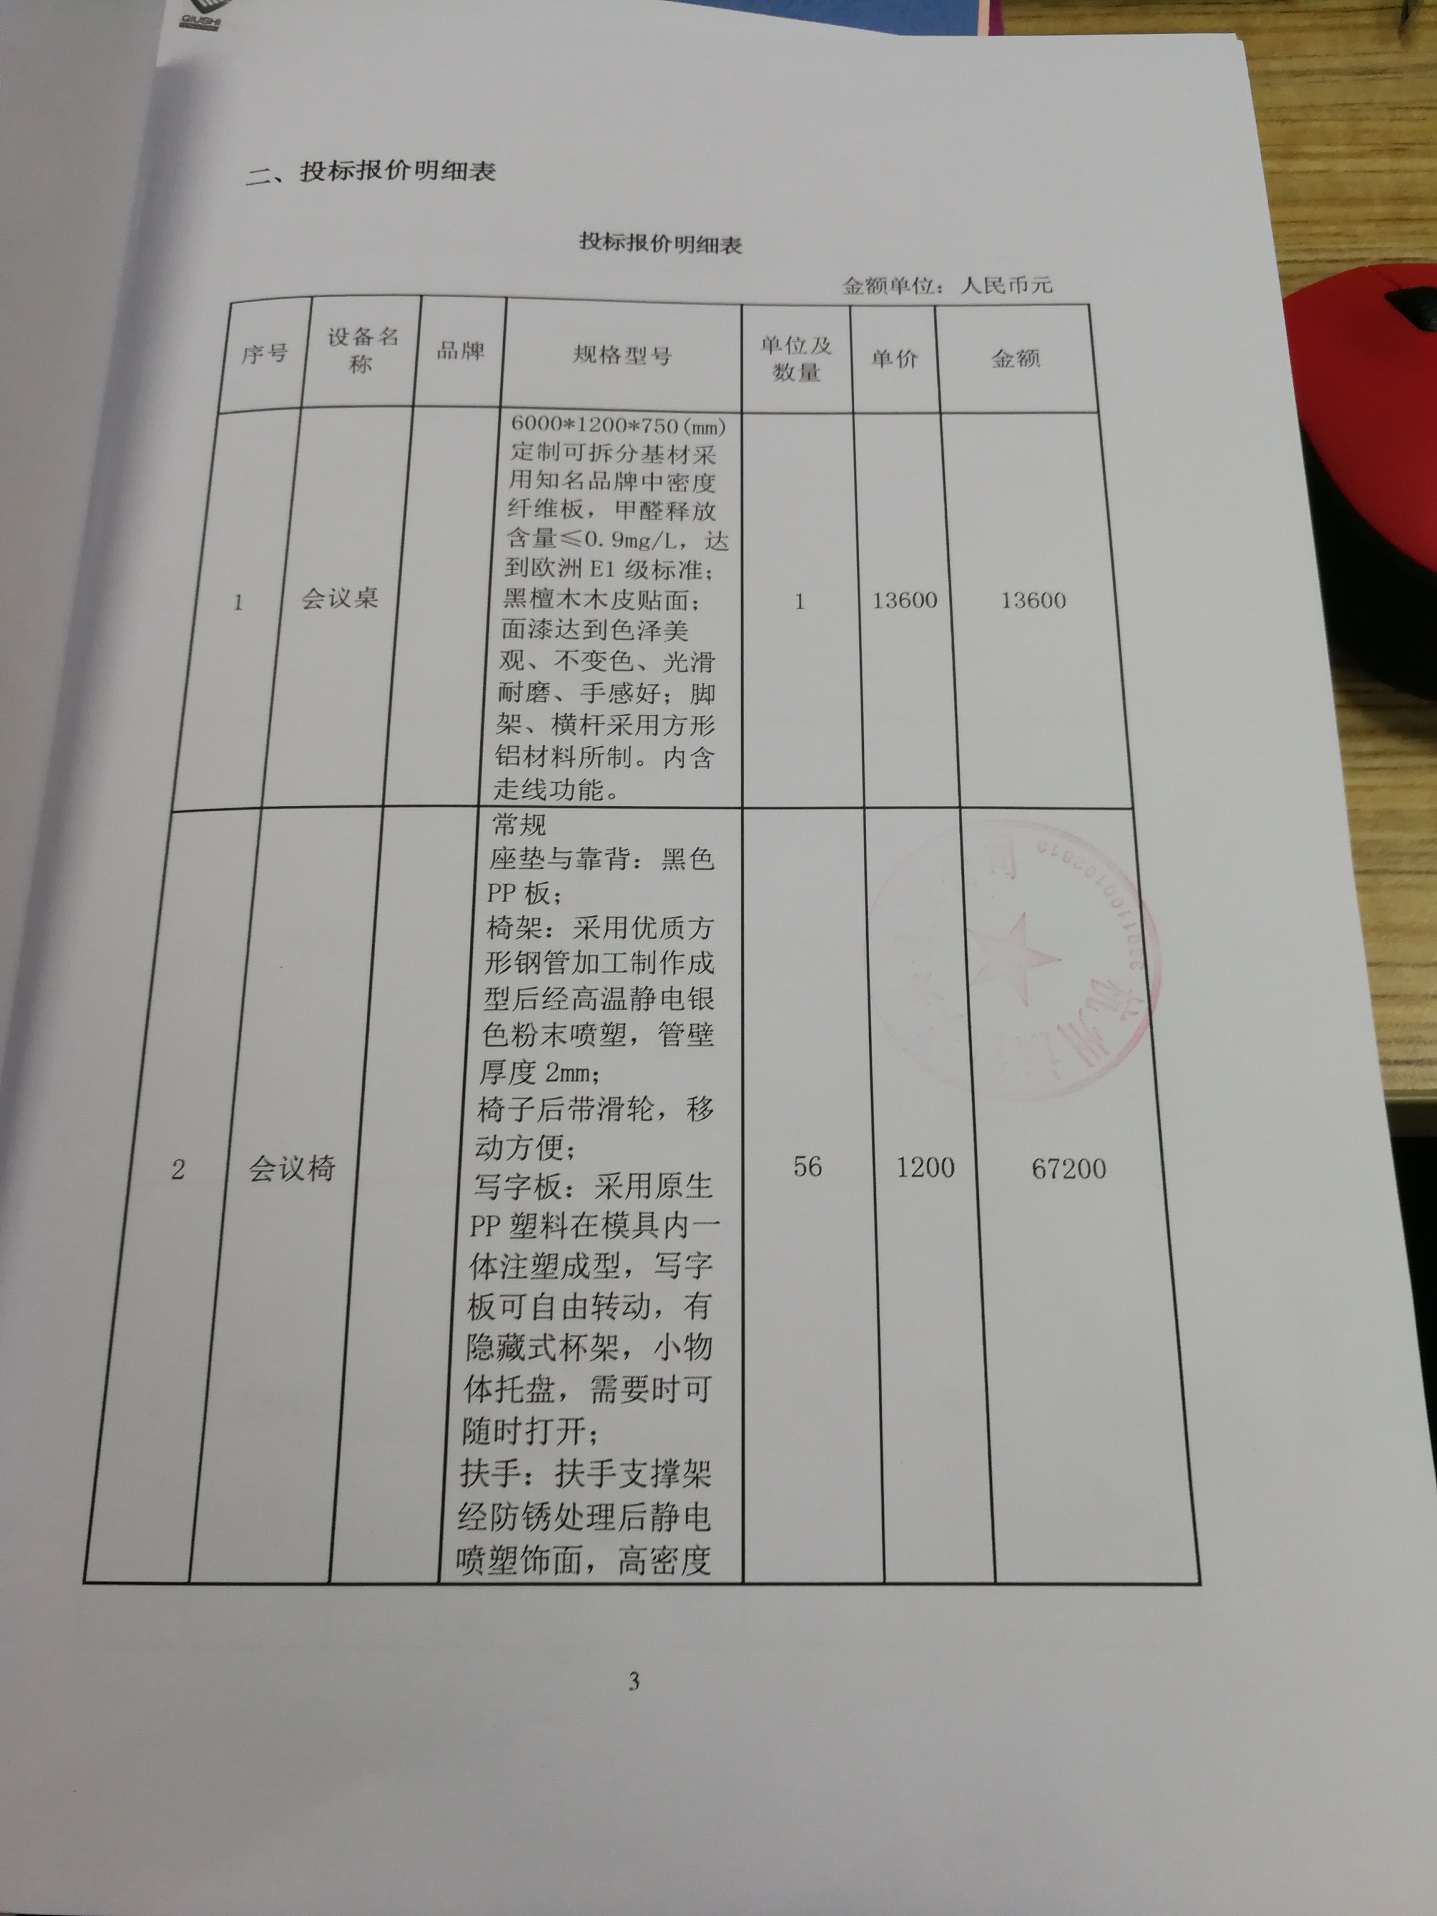 QIUSHI
二、投标报价明细表
投标报价明细表
金额单位：人民币元
序号
设备名
称
品牌
规格型号
单位及
数量
单价
金额
1
会议桌
6000*1200*750(mm)
定制可拆分基材采
用知名品牌中密度
纤维板，甲醛释放
含量≤0.9mg/L，达
到欧洲 E1 级标准；
黑檀木木皮贴面；
面漆达到色泽美
观、不变色、光滑
耐磨、手感好；脚
架、横杆采用方形
铝材料所制。内含
走线功能。
1
13600
13600
2
会议椅
常规
座垫与靠背：黑色
PP 板；
椅架：采用优质方
形钢管加工制作成
型后经高温静电银
色粉末喷塑，管壁
厚度 2mm；
椅子后带滑轮，移
动方便；
写字板：采用原生
PP 塑料在模具内一
体注塑成型，写字
板可自由转动，有
隐藏式杯架，小物
体托盘，需要时可
随时打开；
扶手：扶手支撑架
经防锈处理后静电
喷塑饰面，高密度
56
1200
67200
杭州
3